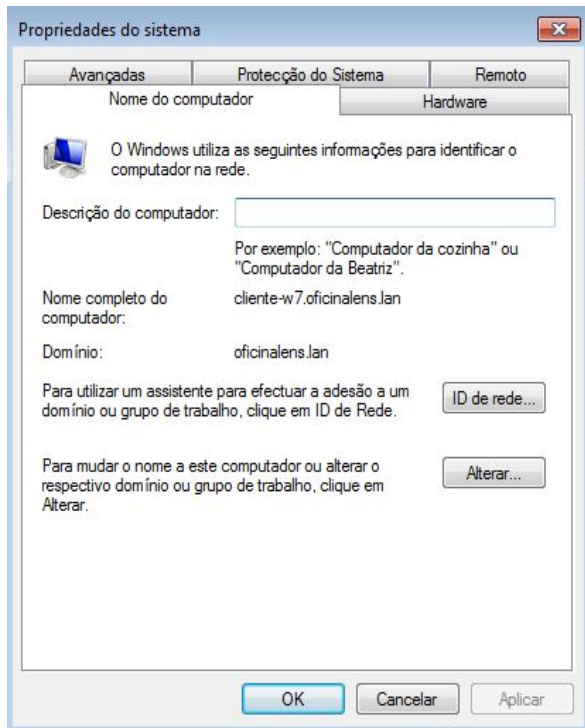 Propriedades do sistema
Avançadas
Protecção do Sistema
Remoto
Nome do computador
Hardware
O Windows utiliza as seguintes informações para identificar o
computador na rede.
Descrição do computador:
Por exemplo: "Computador da cozinha" ou
"Computador da Beatriz".
Nome completo do
computador:
cliente-w7.oficinalens.lan
Domínio:
oficinalens.lan
Para utilizar um assistente para efectuar a adesão a um
domínio ou grupo de trabalho, clique em ID de Rede.
ID de rede...
Para mudar o nome a este computador ou alterar o
respectivo domínio ou grupo de trabalho, clique em
Alterar.
Alterar...
OK
Cancelar
Aplicar